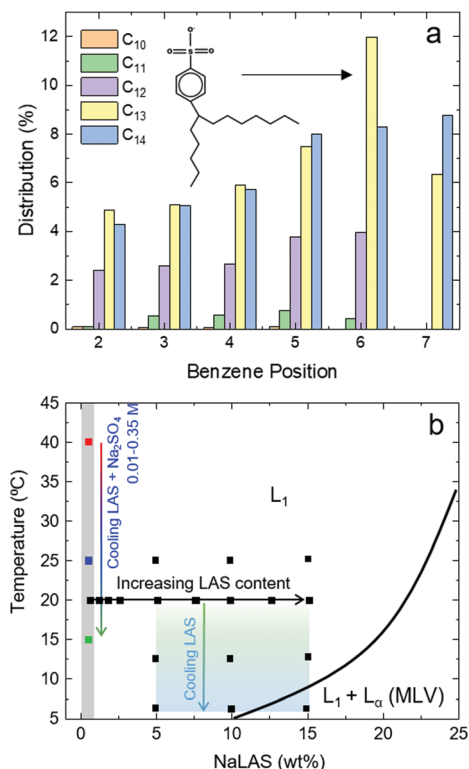 a
C10
C11
C12
C13
C14
O-
O=S=O
Distribution (%)
12
10
8
6
4
2
0
2 3 4 5 6 7
Benzene Position
b
Temperature (ºC)
45
40
35
30
25
20
15
10
5
Cooling LAS + Na2SO4
0.01-0.35 M
L1
Increasing LAS content
Cooling LAS
L1 + Lα (MLV)
0 5 10 15 20 25
NaLAS (wt%)